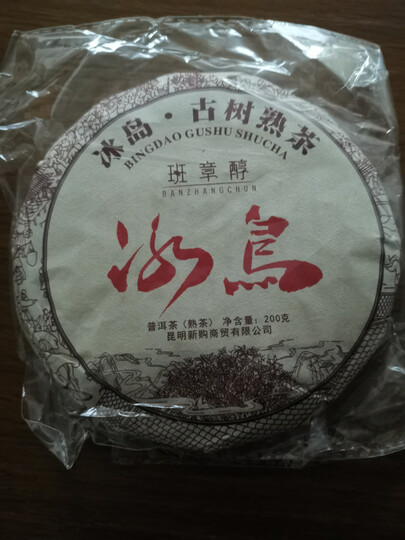 冰岛·古树熟茶
BINGDAO GUSHU SHUCHA
班章醇
BANZHANGCHUN
冰岛
普洱茶（熟茶） 净含量：200克
昆明新购商贸有限公司